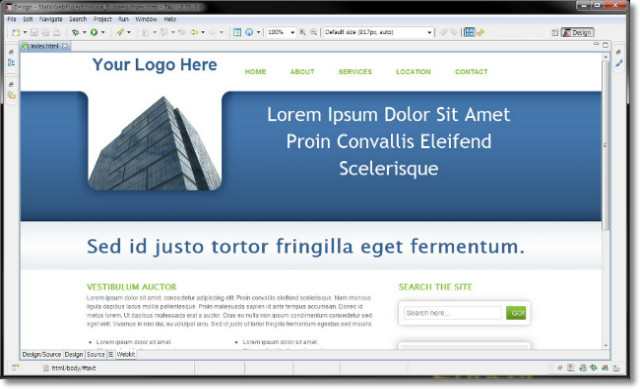 File Edit Navigate Search Project Run Window Help
100%
Default size (817px, auto)
Design
index.html
Your Logo Here
HOME ABOUT SERVICES LOCATION CONTACT
Lorem Ipsum Dolor Sit Amet
Proin Convallis Eleifend
Scelerisque
Sed id justo tortor fringilla eget fermentum.
VESTIBULUM AUCTOR
Lorem ipsum dolor sit amet, consectetur adipiscing elit. Proin convallis eleifend scelerisque. Nam rhoncus
ligula dapibus lacus mollis pellentesque. Proin malesuada sapien id ante tempus accumsan. Donec id
metus lorem. Ut dapibus malesuada erat a auctor. Cras eu nulla non ipsum condimentum consectetur sed
eget velit. Vivamus in nisi dui, eu volutpat arcu. Sed id justo ut tortor fringilla fermentum egestas sed mauris.
Lorem ipsum dolor sit amet,
Lorem ipsum dolor sit amet,
SEARCH THE SITE
Search here...
GO!
Design/Source Design Source IE Webkit
html/body/#text